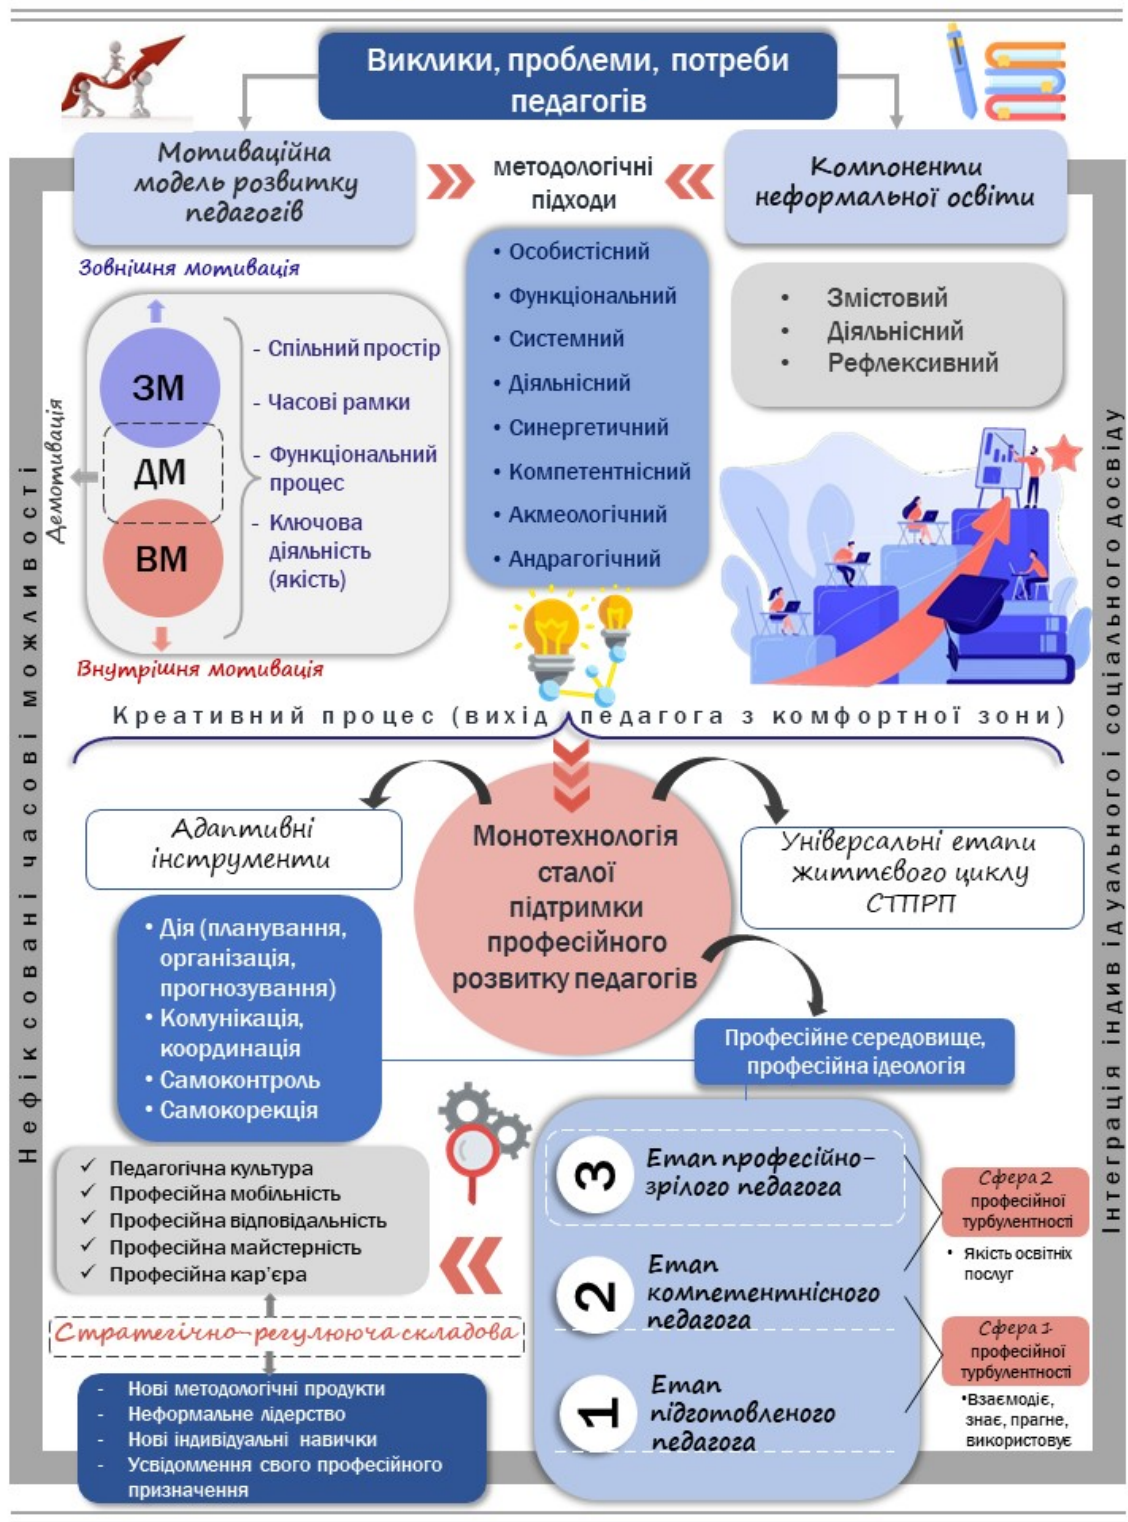 Виклики, проблеми, потреби
педагогів
Мотиваційна
модель розвитку
педагогів
методологічні
підходи
Компоненти
неформальної освіти
Зовнішня мотивація
ЗМ
ДМ
ВМ
Демотивація
- Спільний простір
- Часові рамки
- Функціональний
процес
- Ключова
діяльність
(якість)
Внутрішня мотивація
• Особистісний
• Функціональний
• Системний
• Діяльнісний
• Синергетичний
• Компетентнісний
• Акмеологічний
• Андрагогічний
• Змістовий
• Діяльнісний
• Рефлексивний
Нефіксовані часові можливості
Інтеграція індивідуального і соціального досвіду
Креативний процес (вихід педагога з комфортної зони)
Адаптивні
інструменти
Монотехнологія
сталої
підтримки
професійного
розвитку педагогів
Універсальні етапи
життєвого циклу
СТПРП
• Дія (планування,
організація,
прогнозування)
• Комунікація,
координація
• Самоконтроль
• Самокорекція
Професійне середовище,
професійна ідеологія
✓ Педагогічна культура
✓ Професійна мобільність
✓ Професійна відповідальність
✓ Професійна майстерність
✓ Професійна кар'єра
Стратегічно-регулююча складова
- Нові методологічні продукти
- Неформальне лідерство
- Нові індивідуальні навички
- Усвідомлення свого професійного
призначення
3
Етап професійно-
зрілого педагога
2
Етап
компетентнісного
педагога
1
Етап
підготовленого
педагога
Сфера 2
професійної
турбулентності
• Якість освітніх
послуг
Сфера 1
професійної
турбулентності
•Взаємодіє,
знає, прагне,
використовує